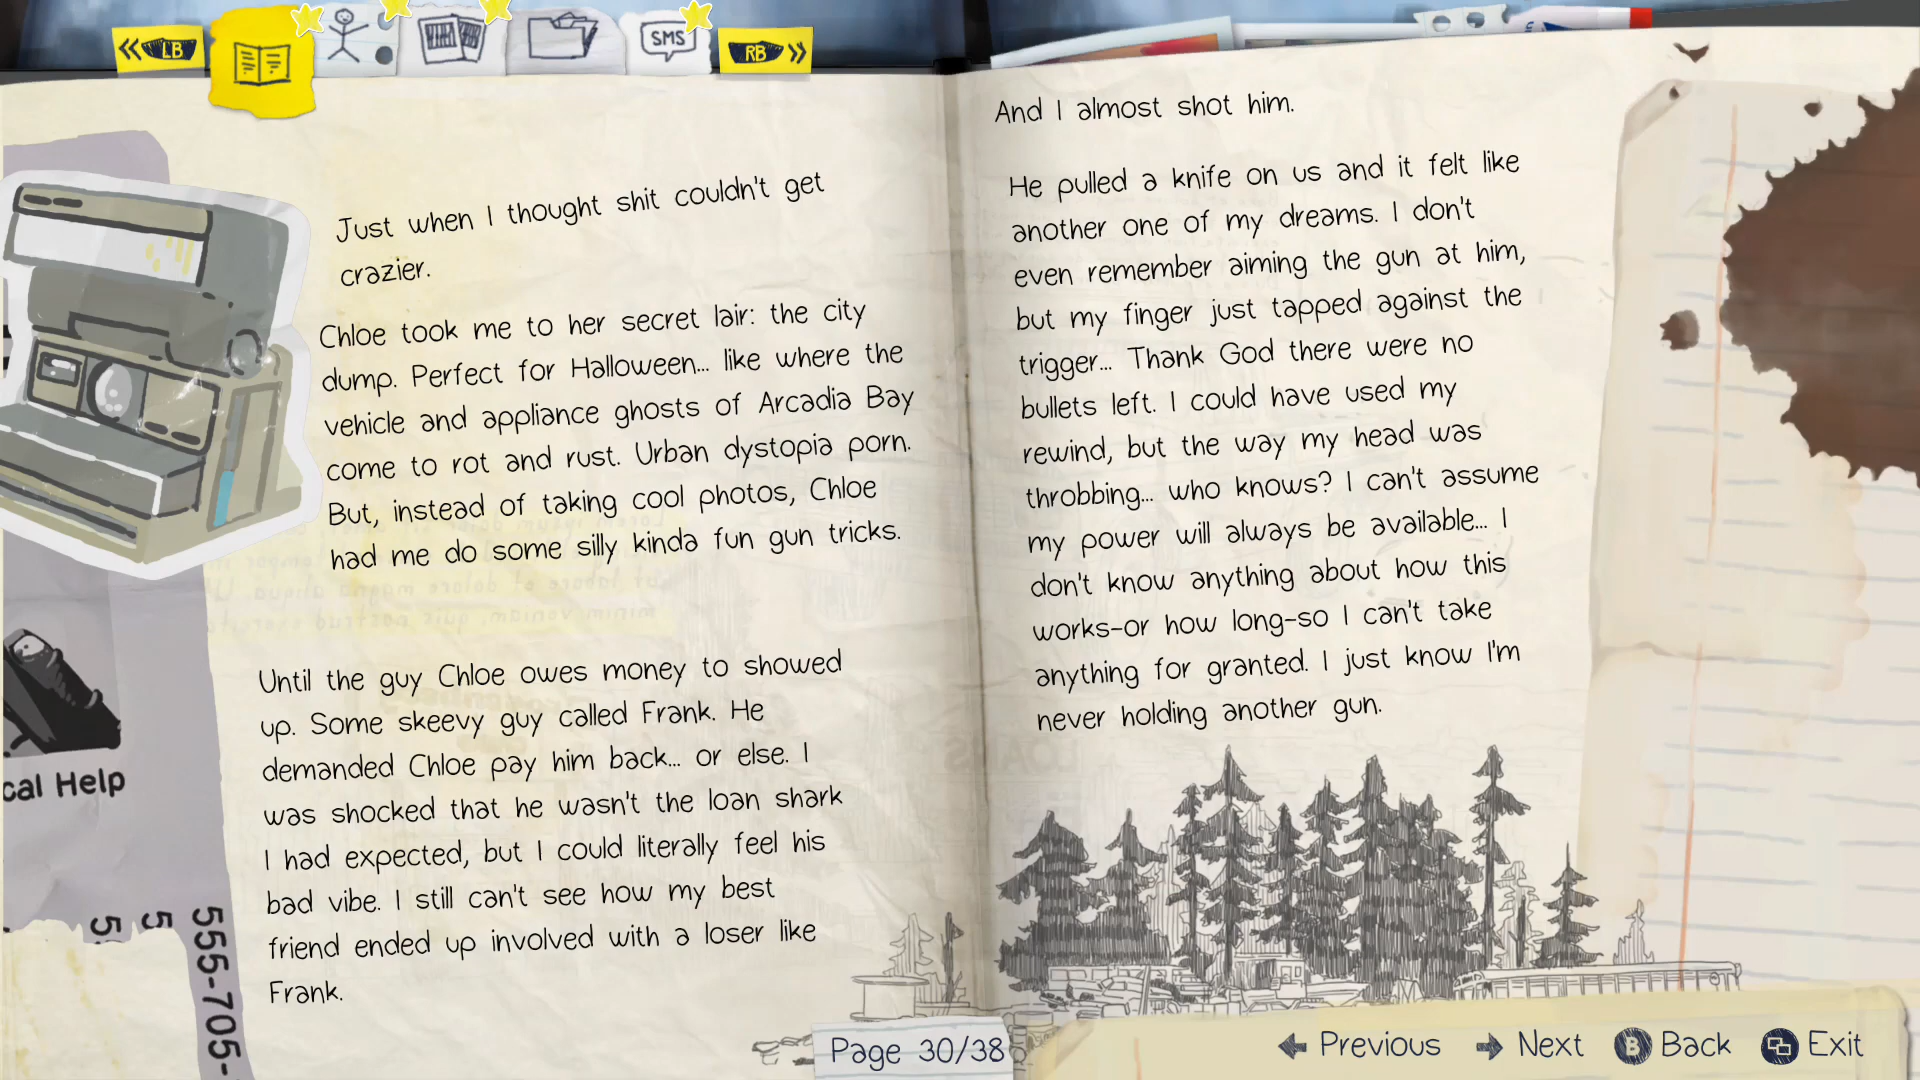 LB
SMS
RB
Just when I thought shit couldn't get
crazier.
Chloe took me to her secret lair: the city
dump. Perfect for Halloween... like where the
vehicle and appliance ghosts of Arcadia Bay
come to rot and rust. Urban dystopia porn.
But, instead of taking cool photos, Chloe
had me do some silly kinda fun gun tricks.
Until the guy Chloe owes money to showed
up. Some skeevy guy called Frank. He
demanded Chloe pay him back... or else. I
was shocked that he wasn't the loan shark
I had expected, but I could literally feel his
bad vibe. I still can't see how my best
friend ended up involved with a loser like
Frank.
cal Help
555-705-
And I almost shot him.
He pulled a knife on us and it felt like
another one of my dreams. I don't
even remember aiming the gun at him,
but my finger just tapped against the
trigger... Thank God there were no
bullets left. I could have used my
rewind, but the way my head was
throbbing... who knows? I can't assume
my power will always be available... I
don't know anything about how this
works-or how long-so I can't take
anything for granted. I just know I'm
never holding another gun.
Page 30/38
Previous
Next
B Back
Exit